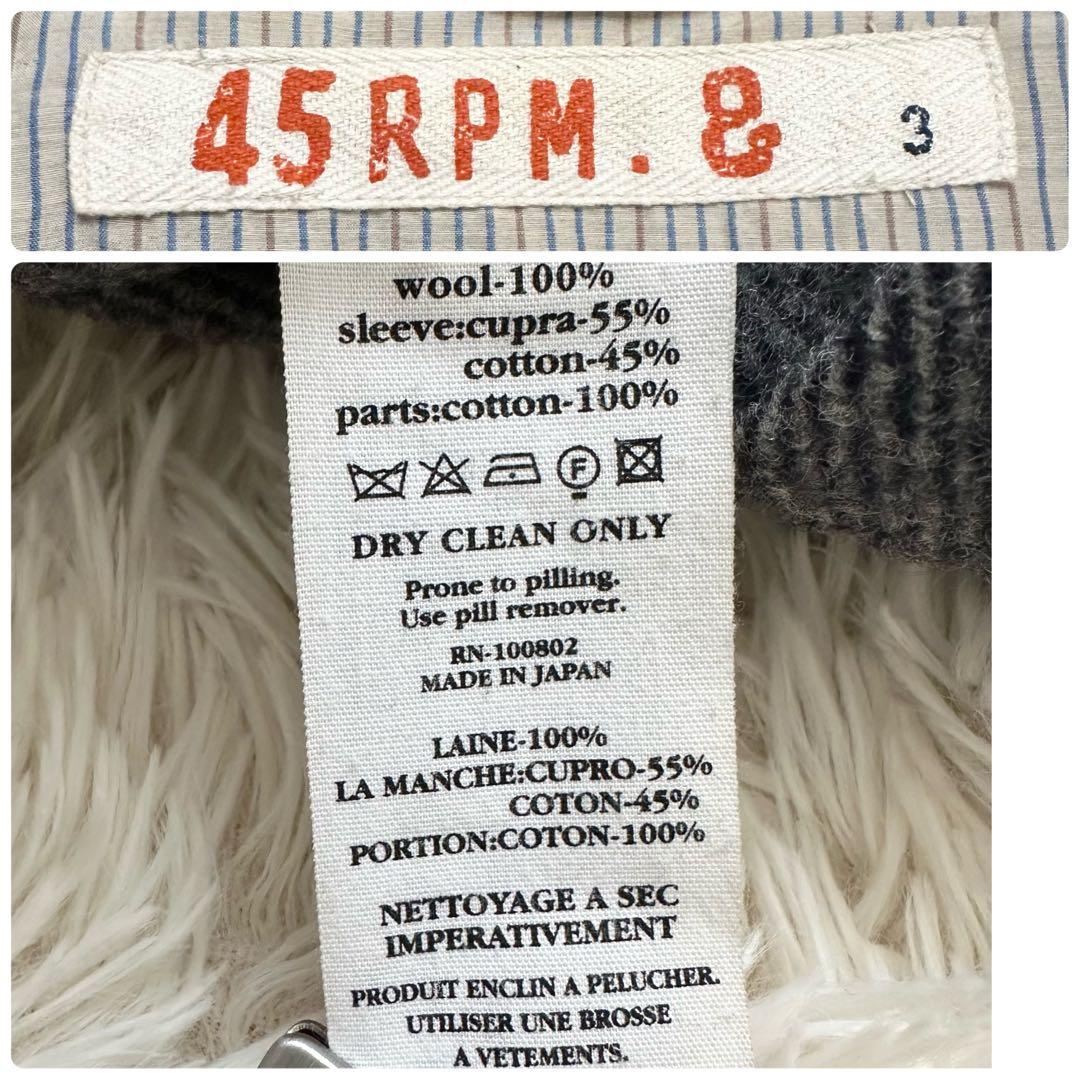 45RPM. & 3
wool-100%
sleeve:cupra-55%
cotton-45%
parts:cotton-100%
F
DRY CLEAN ONLY
Prone to pilling.
Use pill remover.
RN-100802
MADE IN JAPAN
LAINE-100%
LA MANCHE:CUPRO-55%
COTON-45%
PORTION:COTON-100%
NETTOYAGE A SEC
IMPERATIVEMENT
PRODUIT ENCLIN A PELUCHER.
UTILISER UNE BROSSE
A VETEMENTS.